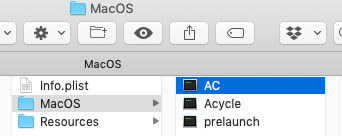 MacOS
MacOS
Info.plist
MacOS
Resources
AC
Acycle
prelaunch